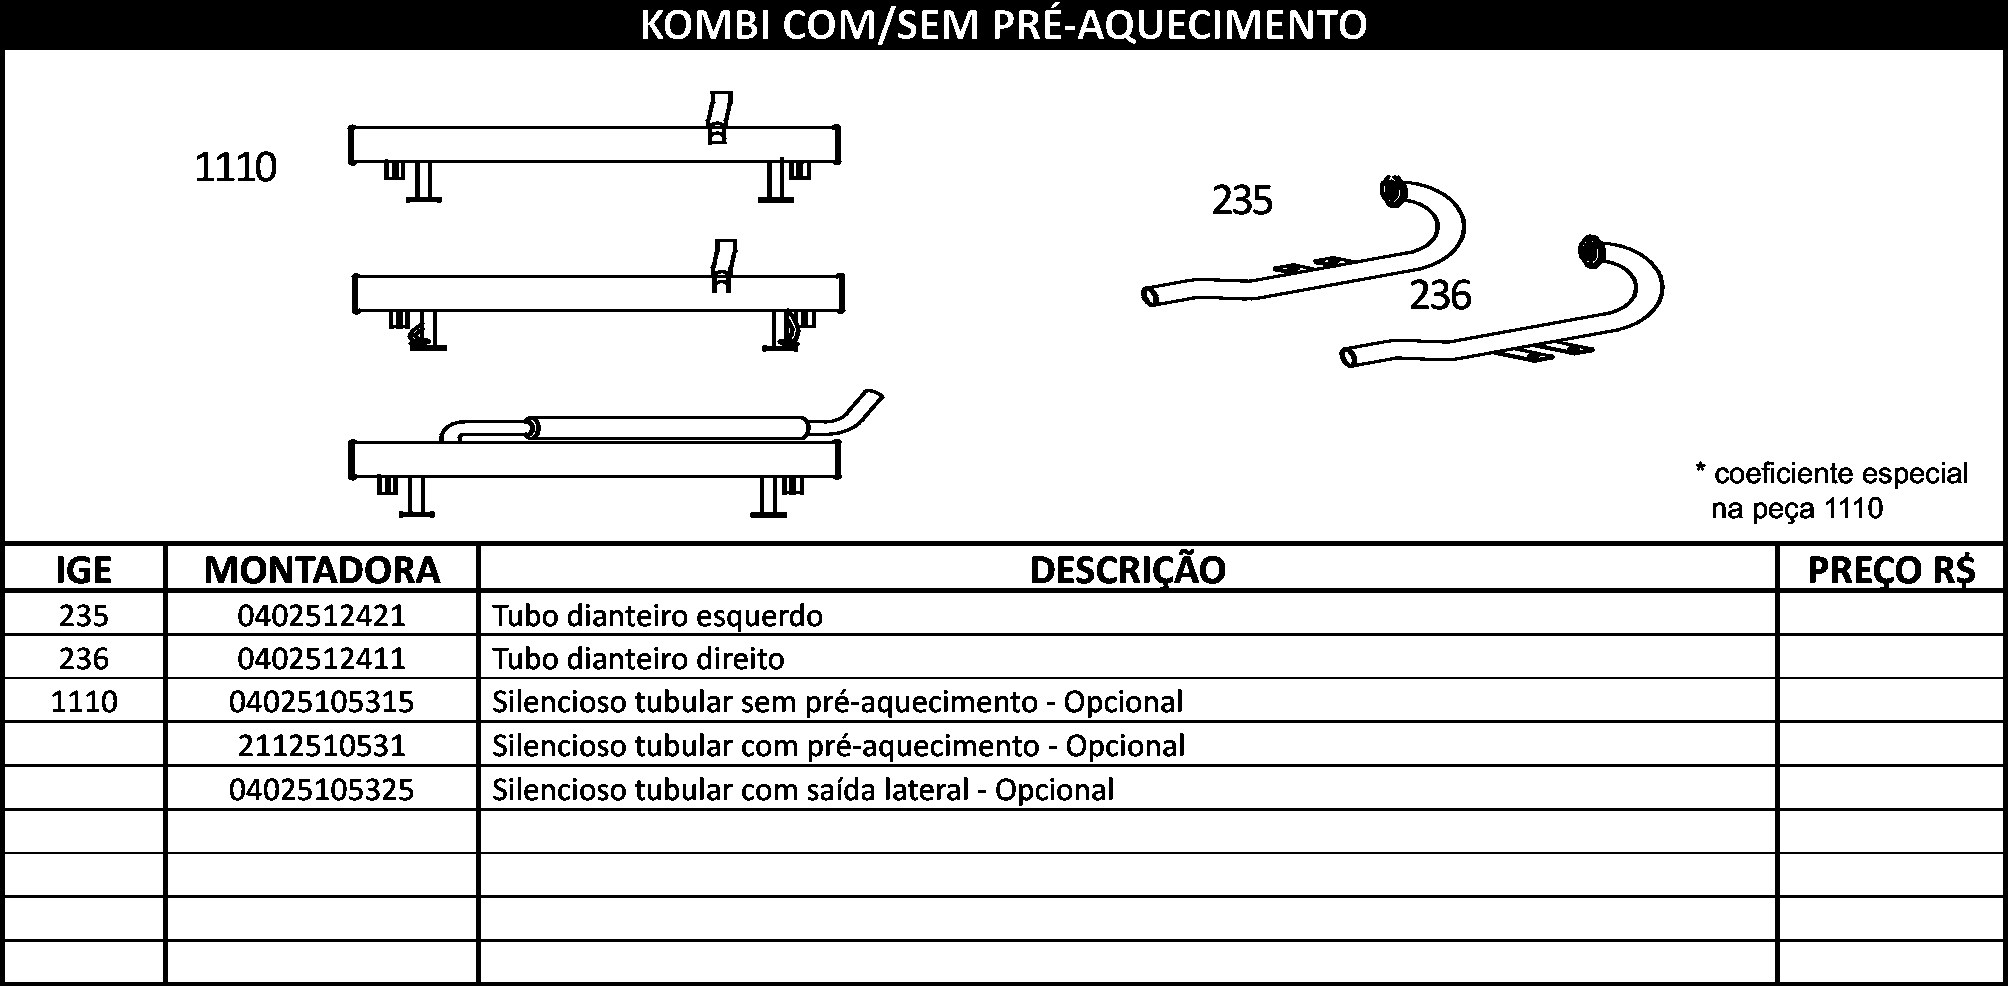 KOMBI COM/SEM PRÉ-AQUECIMENTO
1110
235
236
* coeficiente especial
na peça 1110
IGE MONTADORA DESCRIÇÃO PREÇO R$
235 0402512421 Tubo dianteiro esquerdo
236 0402512411 Tubo dianteiro direito
1110 04025105315 Silencioso tubular sem pré-aquecimento - Opcional
2112510531 Silencioso tubular com pré-aquecimento - Opcional
04025105325 Silencioso tubular com saída lateral - Opcional